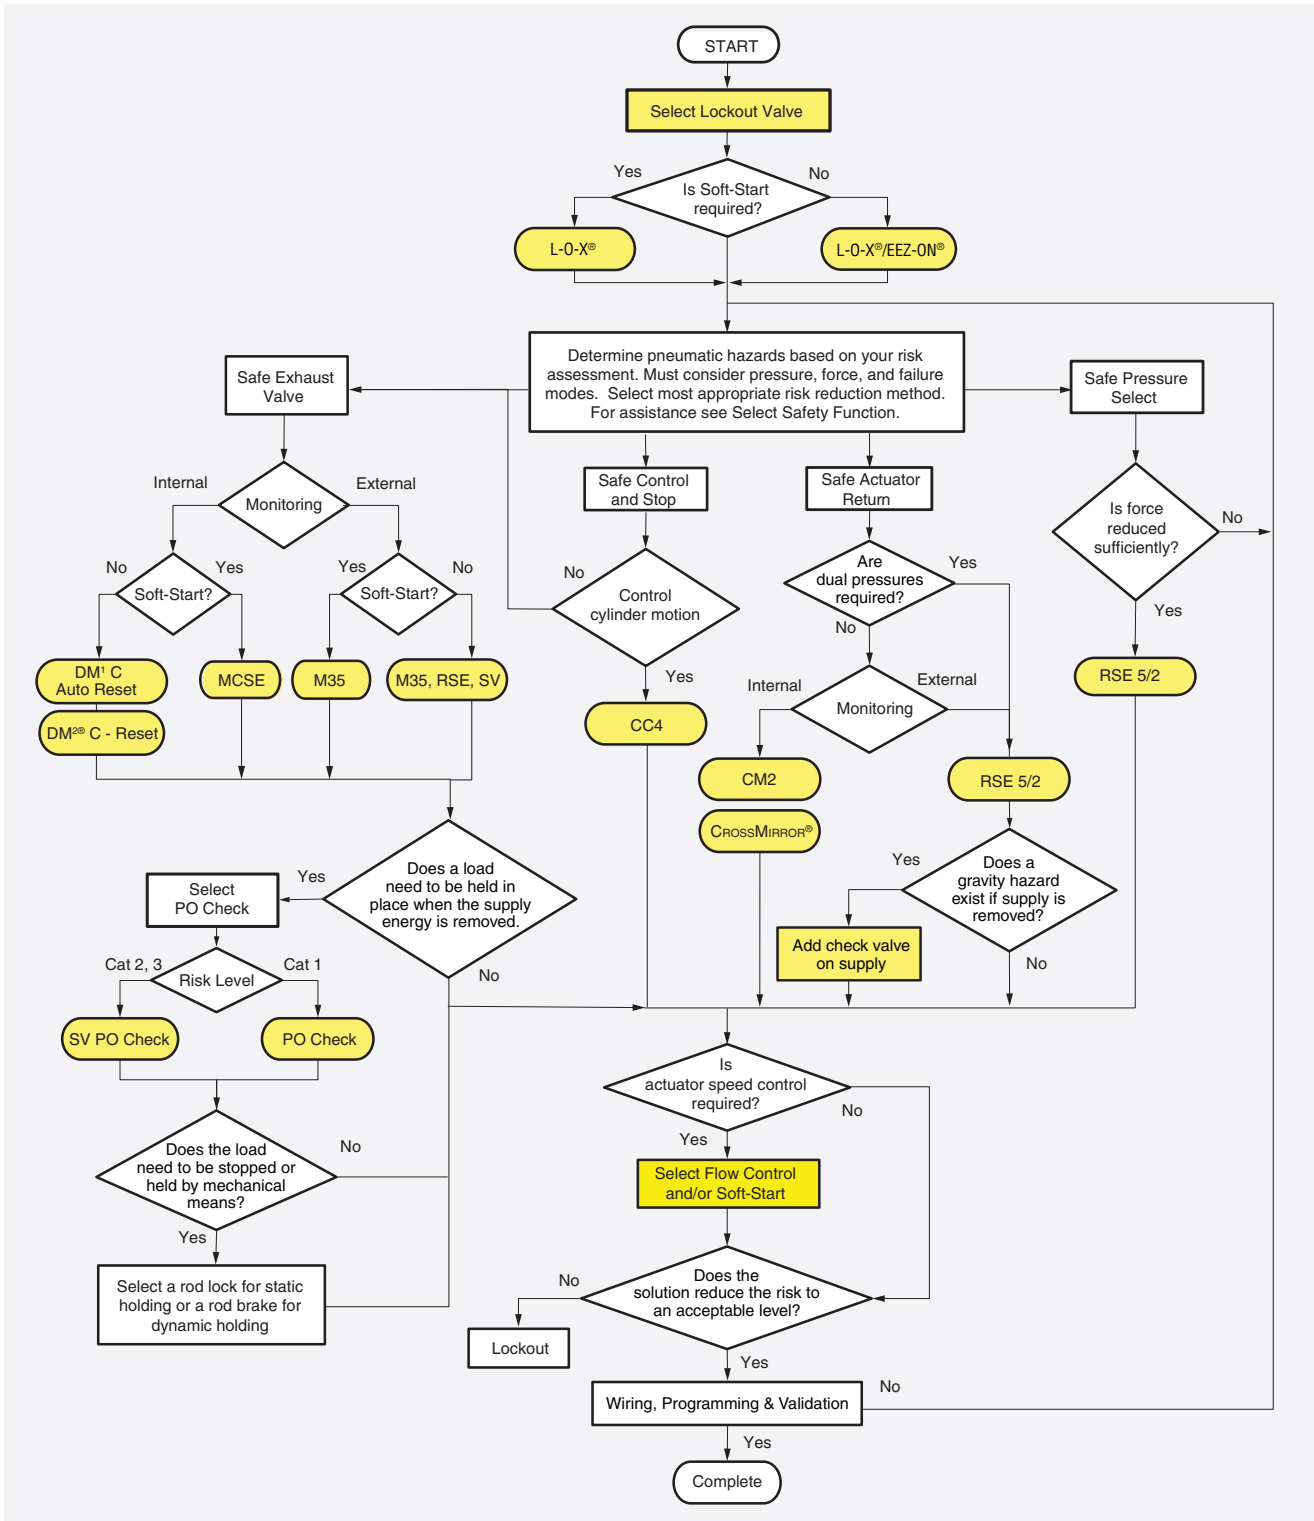 START
Select Lockout Valve
Yes
No
Is Soft-Start
required?
L-O-X®
L-O-X®/EEZ-ON®
Determine pneumatic hazards based on your risk
assessment. Must consider pressure, force, and failure
modes. Select most appropriate risk reduction method.
For assistance see Select Safety Function.
Safe Exhaust
Valve
Safe Pressure
Select
Safe Control
and Stop
Safe Actuator
Return
Internal
External
Monitoring
Is force
reduced
sufficiently?
No
Yes
No
Yes
Soft-Start?
Yes
No
Soft-Start?
No
Control
cylinder motion
Yes
Are
dual pressures
required?
Yes
No
DM¹ C
Auto Reset
DM²® C - Reset
MCSE
M35
M35, RSE, SV
CC4
Internal
External
Monitoring
RSE 5/2
CM2
CROSSMIRROR®
RSE 5/2
Does a load
need to be held in
place when the supply
energy is removed.
Yes
No
Select
PO Check
Yes
Does a
gravity hazard
exist if supply is
removed?
No
Add check valve
on supply
Cat 2, 3
Cat 1
Risk Level
SV PO Check
PO Check
Is
actuator speed control
required?
No
Yes
Does the load
need to be stopped or
held by mechanical
means?
No
Yes
Select Flow Control
and/or Soft-Start
Select a rod lock for static
holding or a rod brake for
dynamic holding
No
Does the
solution reduce the risk to
an acceptable level?
Lockout
Yes
Wiring, Programming & Validation
No
Yes
Complete